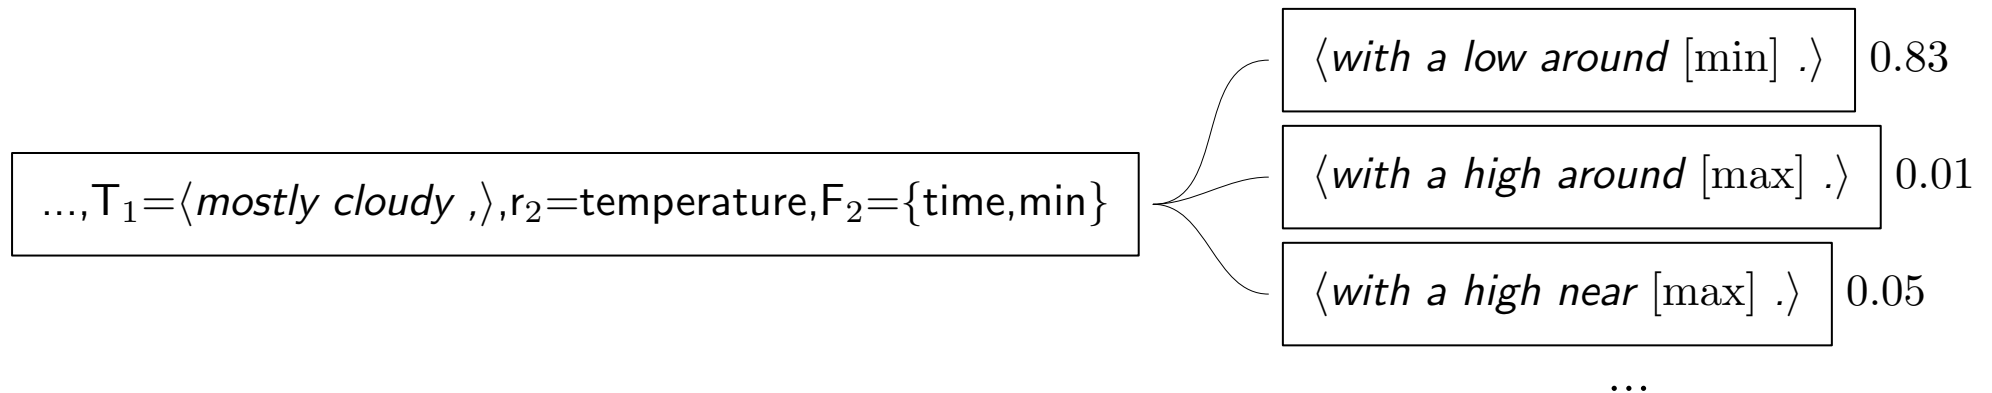 ⟨with a low around [min] .⟩ 0.83
⟨with a high around [max] .⟩ 0.01
...,T₁=⟨mostly cloudy ,⟩,r₂=temperature,F₂={time,min}
⟨with a high near [max] .⟩ 0.05
...